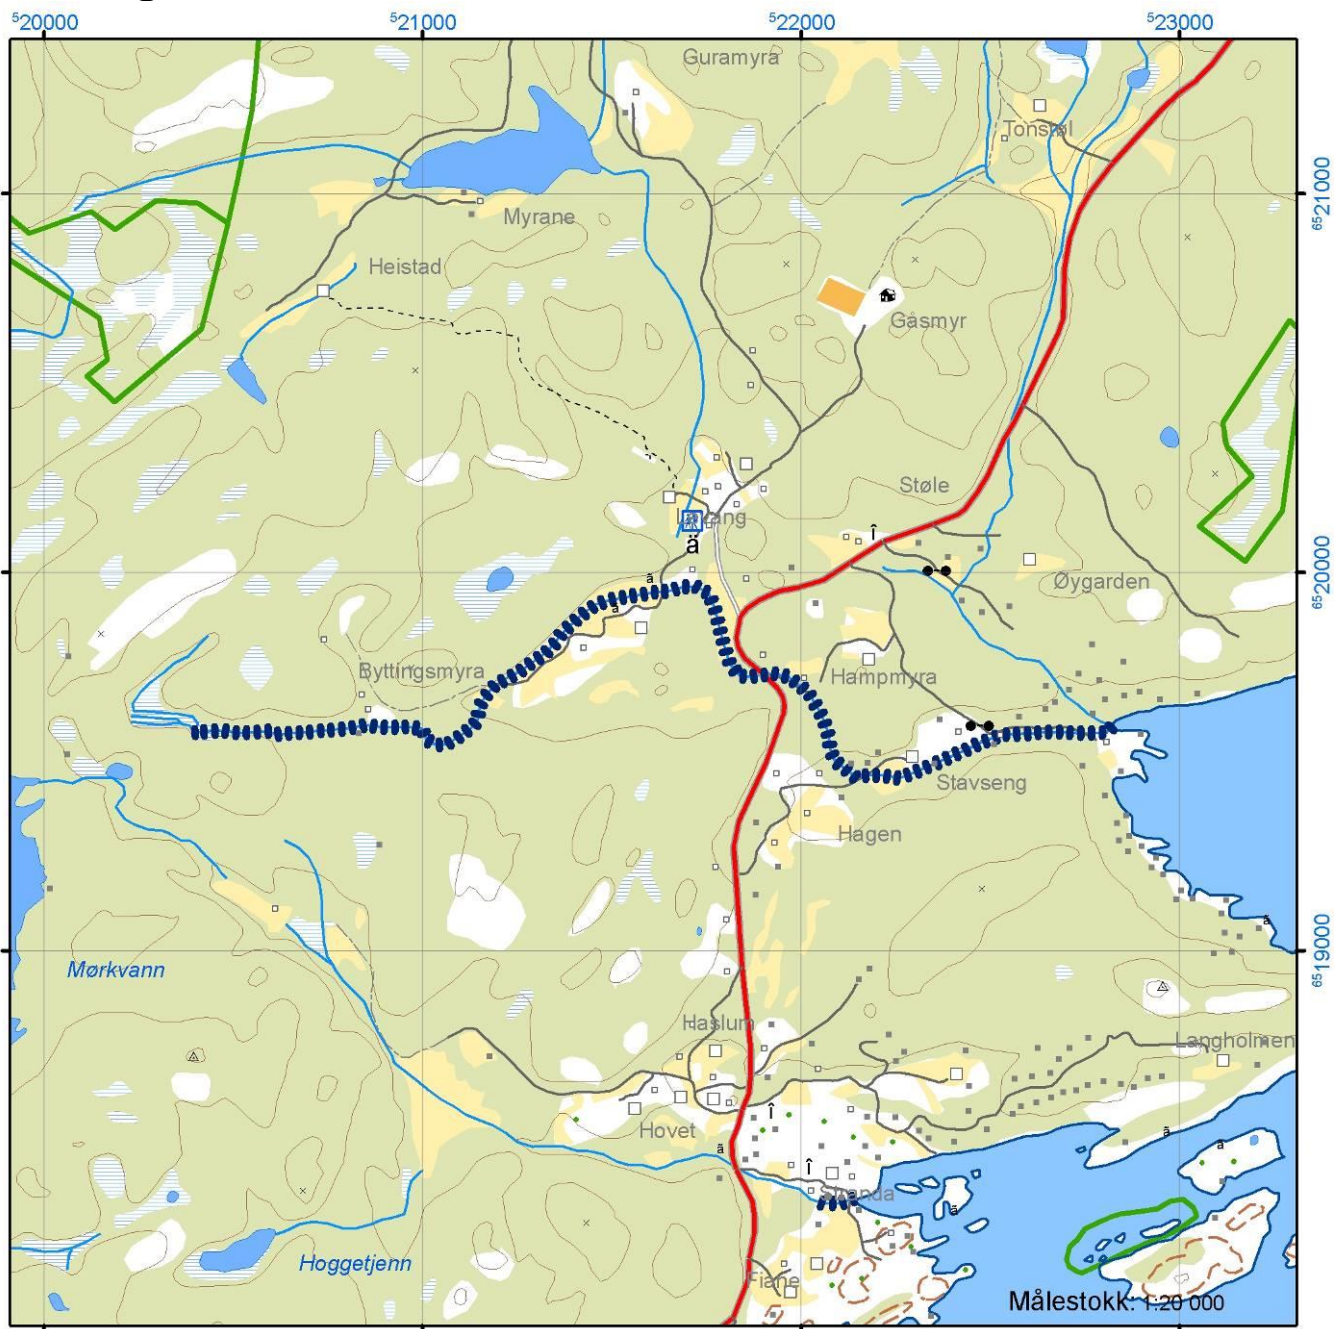 520000
521000
522000
523000
Guramyra
Tonstøl
6521000
Myrane
Heistad
Gåsmyr
Støle
ä
Øygarden
6520000
Byttingsmyra
Hampmyra
Stavseng
Hagen
Mørkvann
6519000
Haslum
Langholmen
Hovet
Stranda
Hoggetjenn
Fiane
Målestokk: 1:20 000